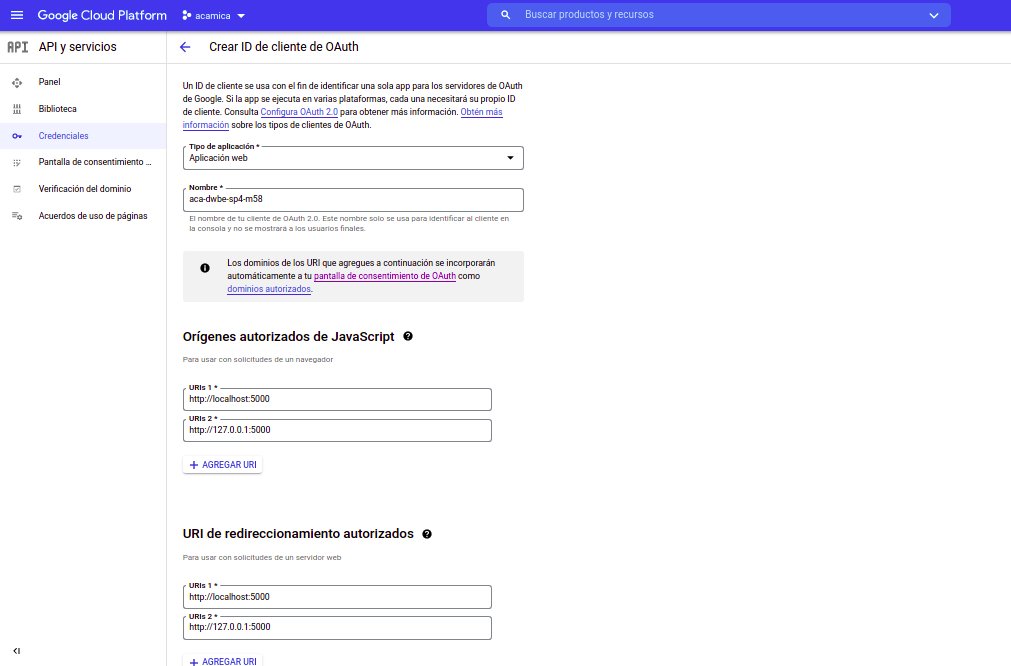 Google Cloud Platform
acamica
Buscar productos y recursos
API
API y servicios
Crear ID de cliente de OAuth
Panel
Biblioteca
Credenciales
Pantalla de consentimiento ...
Verificación del dominio
Acuerdos de uso de páginas
Un ID de cliente se usa con el fin de identificar una sola app para los servidores de OAuth
de Google. Si la app se ejecuta en varias plataformas, cada una necesitará su propio ID
de cliente. Consulta Configura OAuth 2.0 para obtener más información. Obtén más
información sobre los tipos de clientes de OAuth.
Tipo de aplicación *
Aplicación web
Nombre *
aca-dwbe-sp4-m58
El nombre de tu cliente de OAuth 2.0. Este nombre solo se usa para identificar al cliente en
la consola y no se mostrará a los usuarios finales.
Los dominios de los URI que agregues a continuación se incorporarán
automáticamente a tu pantalla de consentimiento de OAuth como
dominios autorizados.
Orígenes autorizados de JavaScript
Para usar con solicitudes de un navegador
URIs 1 *
http://localhost:5000
URIs 2 *
http://127.0.0.1:5000
AGREGAR URI
URI de redireccionamiento autorizados
Para usar con solicitudes de un servidor web
URIs 1 *
http://localhost:5000
URIs 2 *
http://127.0.0.1:5000
AGREGAR URI